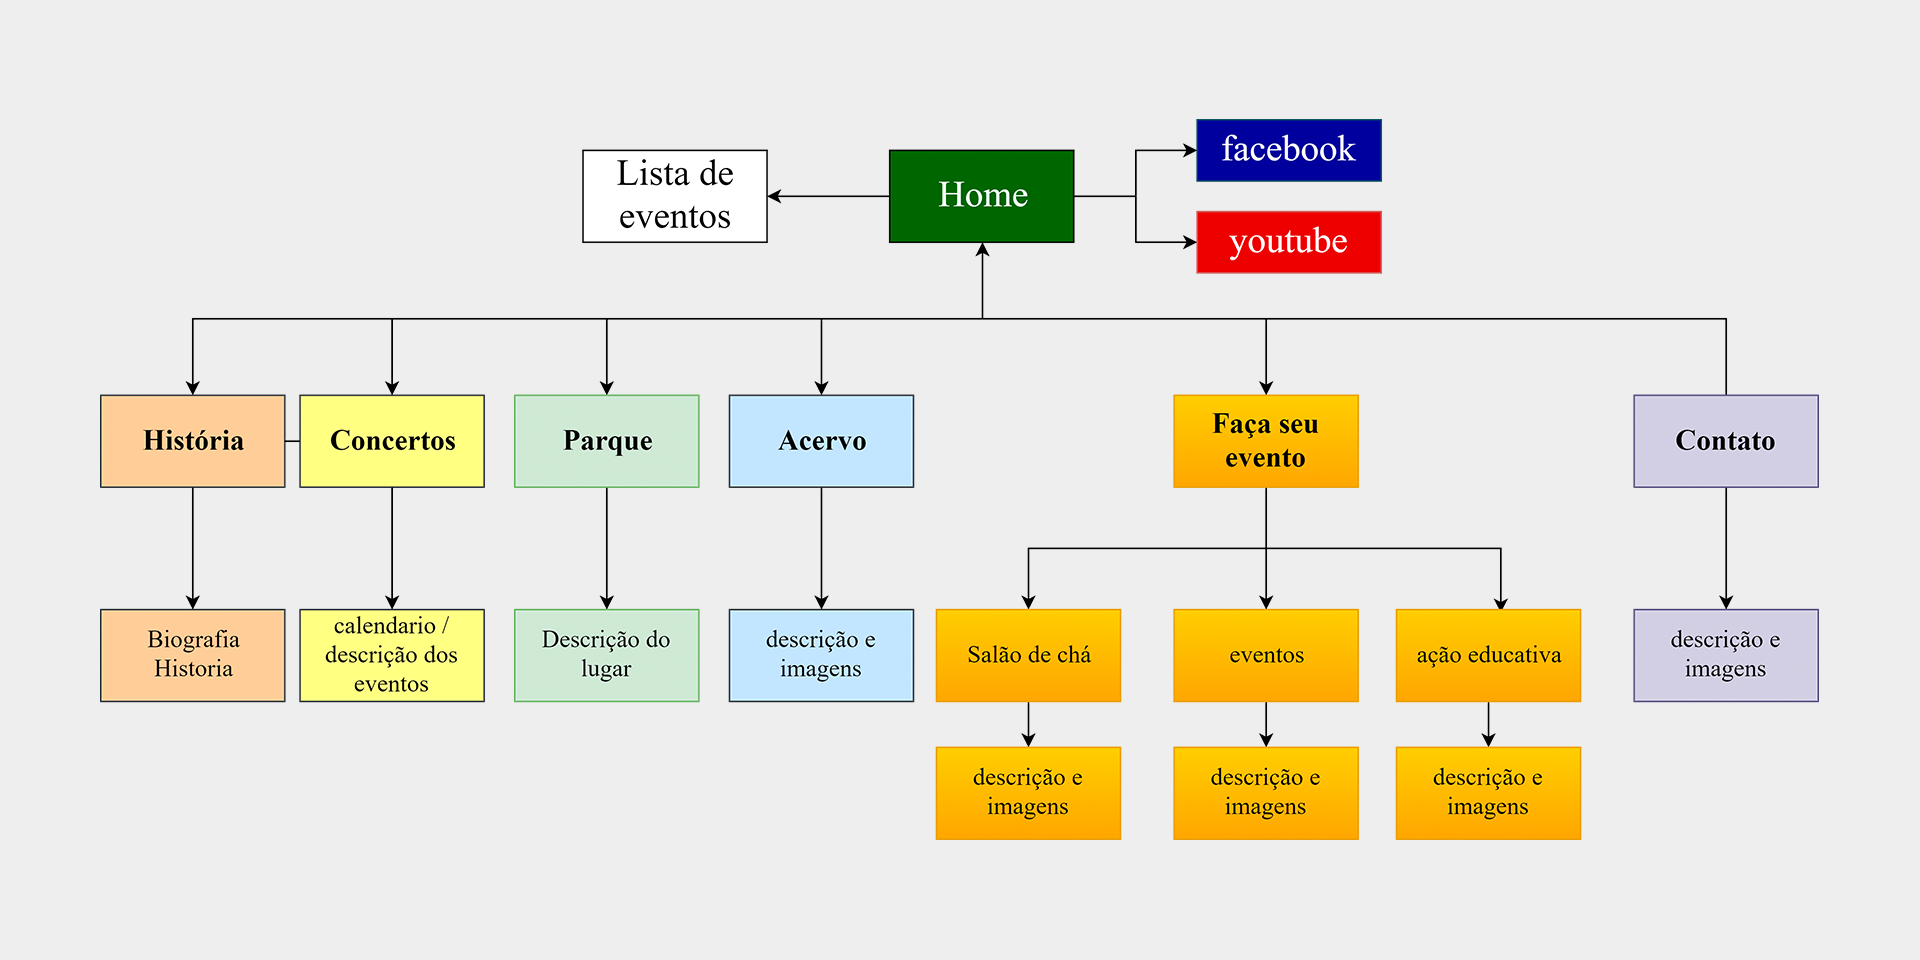 facebook
Lista de
eventos
Home
youtube
História
Concertos
Parque
Acervo
Faça seu
evento
Contato
Biografia
Historia
calendario /
descrição dos
eventos
Descrição do
lugar
descrição e
imagens
Salão de chá
eventos
ação educativa
descrição e
imagens
descrição e
imagens
descrição e
imagens
descrição e
imagens